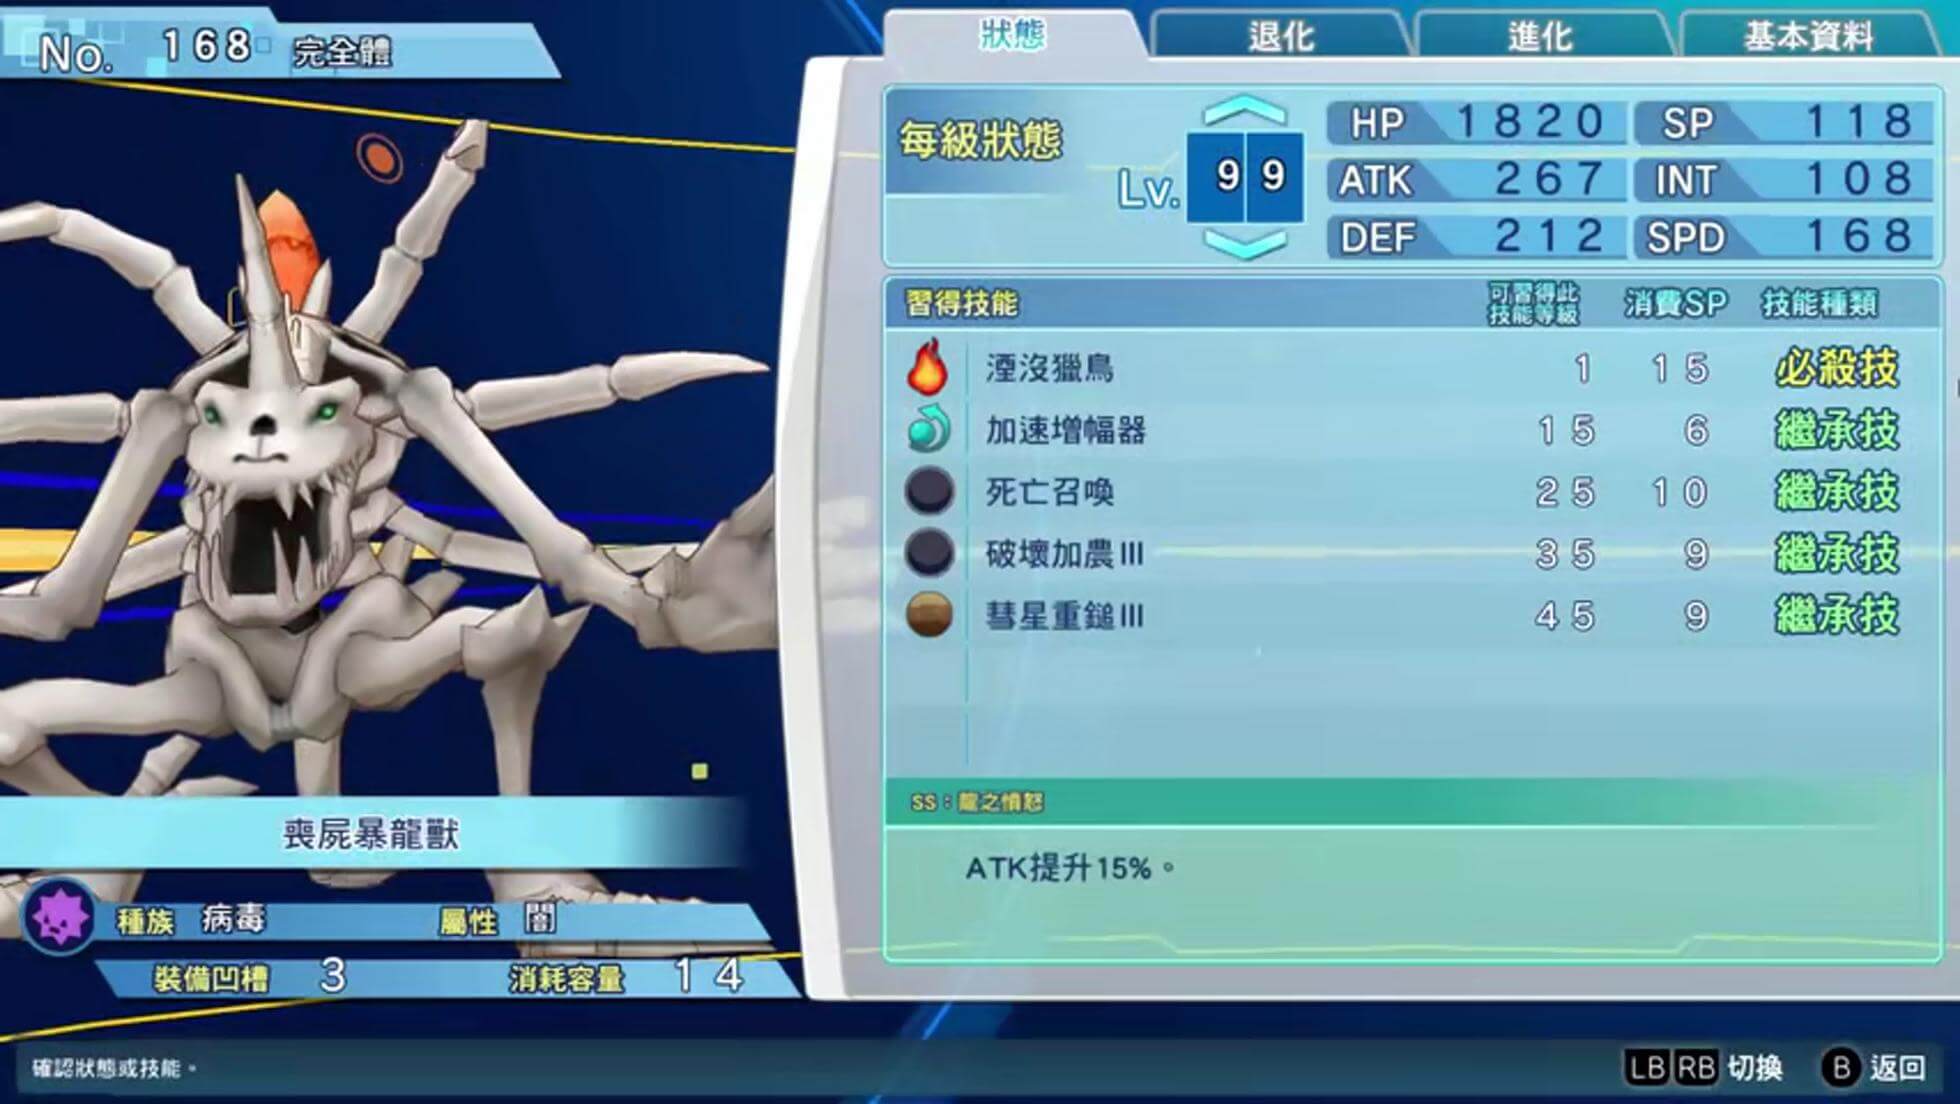 No. 168 完全體
狀態 退化 進化 基本資料
每級狀態
Lv. 99
HP 1820 SP 118
ATK 267 INT 108
DEF 212 SPD 168
習得技能 可習得此技能等級 消費SP 技能種類
湮沒獵鳥 1 15 必殺技
加速增幅器 15 6 繼承技
死亡召喚 25 10 繼承技
破壞加農III 35 9 繼承技
彗星重鎚III 45 9 繼承技
SS：龍之憤怒
ATK提升15%。
喪屍暴龍獸
種族 病毒 屬性 闇
裝備凹槽 3 消耗容量 14
確認狀態或技能。
LB RB 切換 B 返回